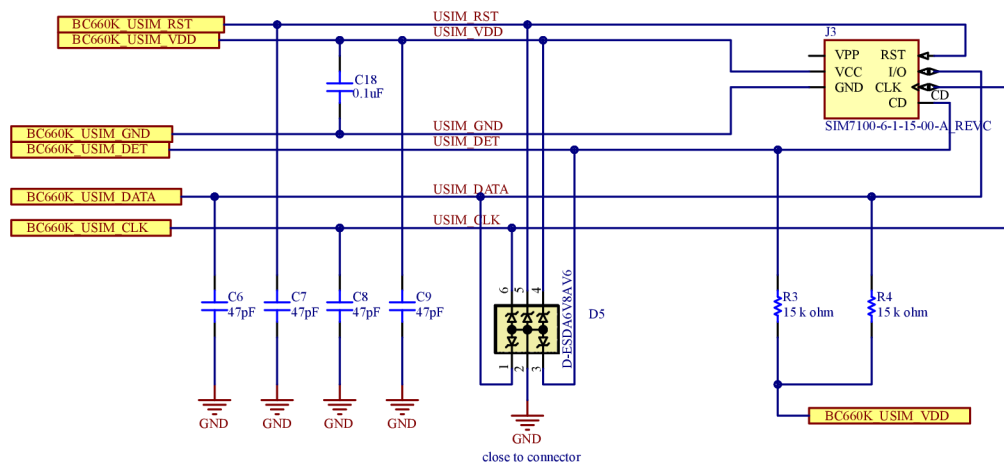 BC660K_USIM_RST
USIM_RST
BC660K_USIM_VDD
USIM_VDD
J3
VPP
RST
VCC
I/O
GND
CLK
CD
CD
SIM7100-6-1-15-00-A_REVC
C18
0.1uF
BC660K_USIM_GND
USIM_GND
BC660K_USIM_DET
USIM_DET
BC660K_USIM_DATA
USIM_DATA
BC660K_USIM_CLK
USIM_CLK
C6
47pF
C7
47pF
C8
47pF
C9
47pF
6
5
4
D5
D-ESDA6V8AV6
1
2
3
R3
15 k ohm
R4
15 k ohm
GND
GND
GND
GND
GND
close to connector
BC660K_USIM_VDD